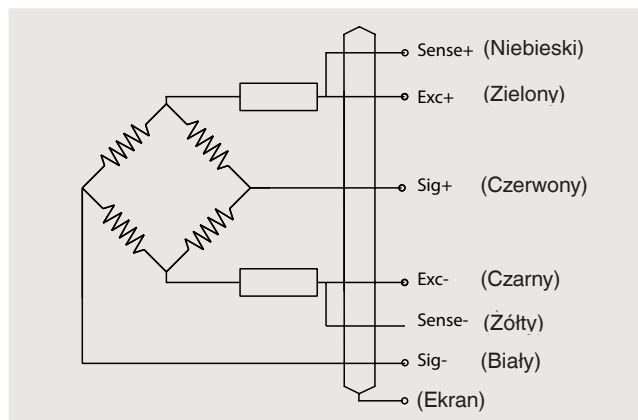 Sense+ (Niebieski)
Exc+ (Zielony)
Sig+ (Czerwony)
Exc- (Czarny)
Sense- (Żółty)
Sig- (Biały)
(Ekran)